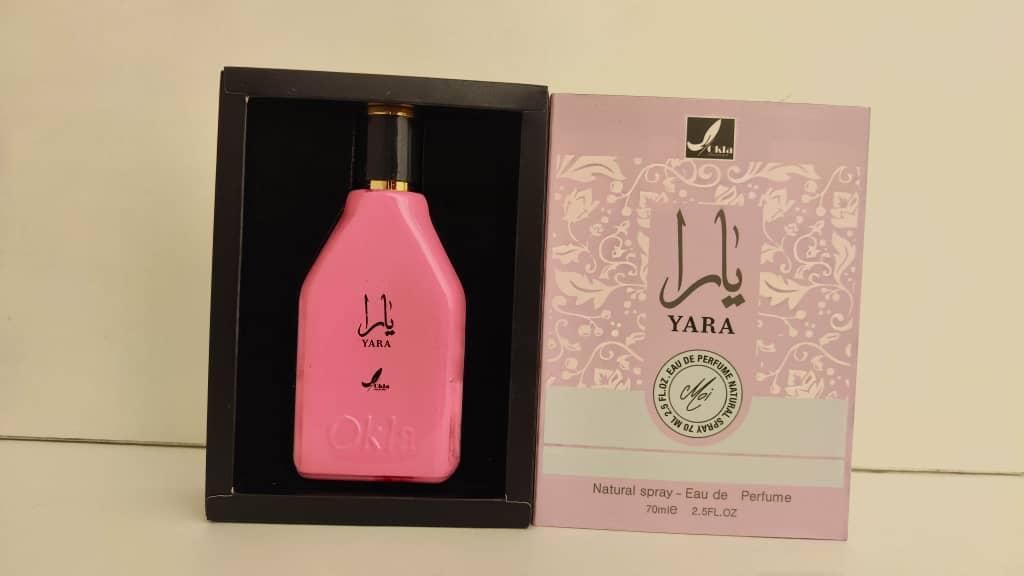 يارا
YARA
Okla
Okla
Okla
يارا
YARA
EAU DE PERFUME NATURAL SPRAY 70 ML 2.5 FL.OZ.
Moi
Natural spray - Eau de Perfume
70ml℮ 2.5FL.OZ